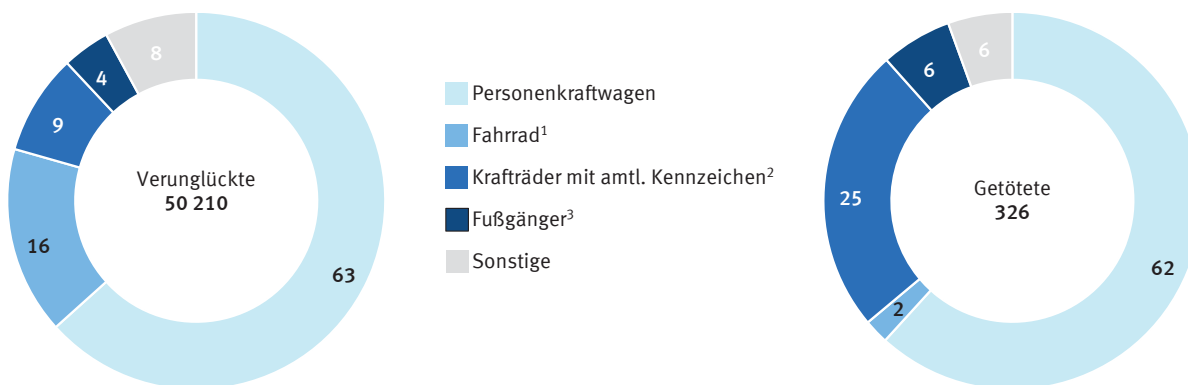 8
4
9
16
63
Verunglückte
50 210
Personenkraftwagen
Fahrrad¹
Krafträder mit amtl. Kennzeichen²
Fußgänger³
Sonstige
6
6
25
2
62
Getötete
326